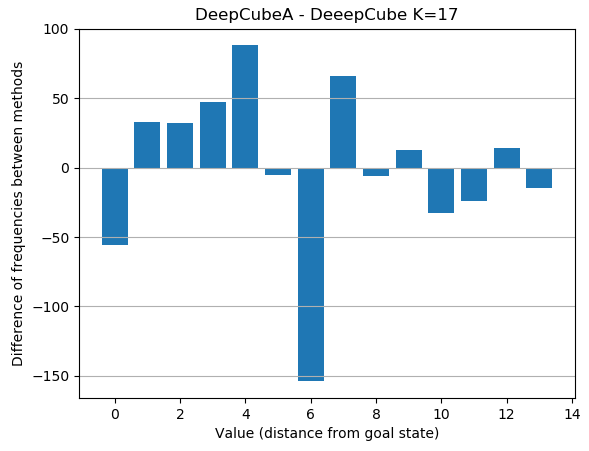 DeepCubeA - DeeepCube K=17
Difference of frequencies between methods
100
50
0
−50
−100
−150
0 2 4 6 8 10 12 14
Value (distance from goal state)